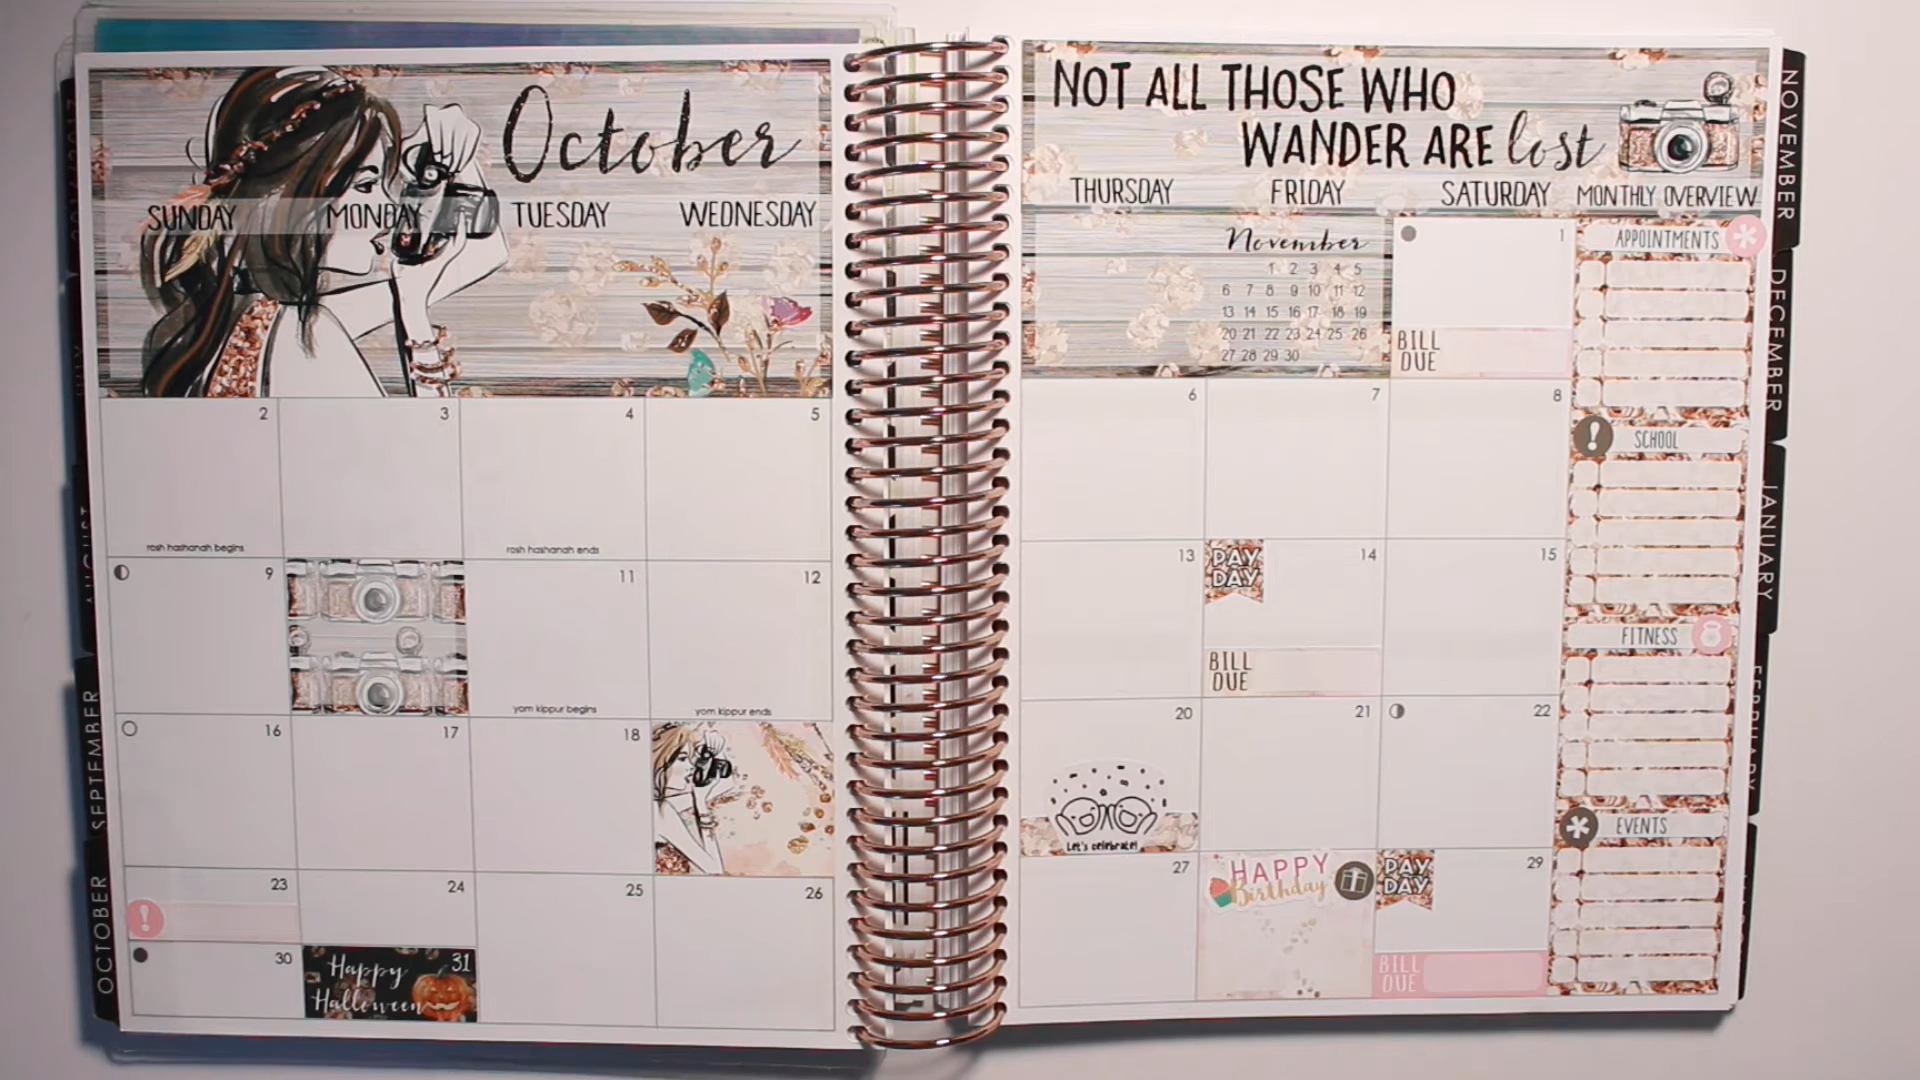 October
SUNDAY MONDAY TUESDAY WEDNESDAY
NOT ALL THOSE WHO
WANDER ARE lost
THURSDAY FRIDAY SATURDAY MONTHLY OVERVIEW
November
1 2 3 4 5
6 7 8 9 10 11 12
13 14 15 16 17 18 19
20 21 22 23 24 25 26
27 28 29 30
1
BILL
DUE
2 3 4 5
rosh hashanah begins
rosh hashanah ends
6 7 8
9 11 12
yom kippur begins
yom kippur ends
13
PAY
DAY
14 15
BILL
DUE
16 17 18
20 21 22
Let's celebrate!
23 24 25 26
27
HAPPY
Birthday
PAY
DAY
29
BILL
DUE
30
31
Happy
Halloween
APPOINTMENTS
SCHOOL
FITNESS
EVENTS
AUGUST
SEPTEMBER
OCTOBER
NOVEMBER
DECEMBER
JANUARY
FEBRUARY